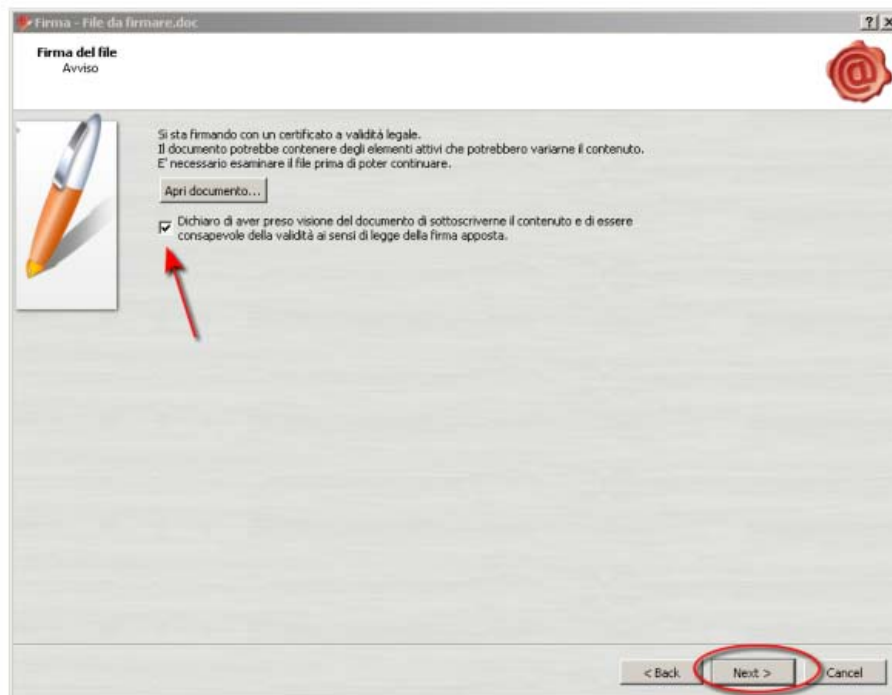 Firma - File da firmare.doc
Firma del file
Avviso
Si sta firmando con un certificato a validità legale.
Il documento potrebbe contenere degli elementi attivi che potrebbero variarne il contenuto.
E' necessario esaminare il file prima di poter continuare.
Apri documento...
Dichiaro di aver preso visione del documento di sottoscriverne il contenuto e di essere
consapevole della validità ai sensi di legge della firma apposta.
< Back Next > Cancel